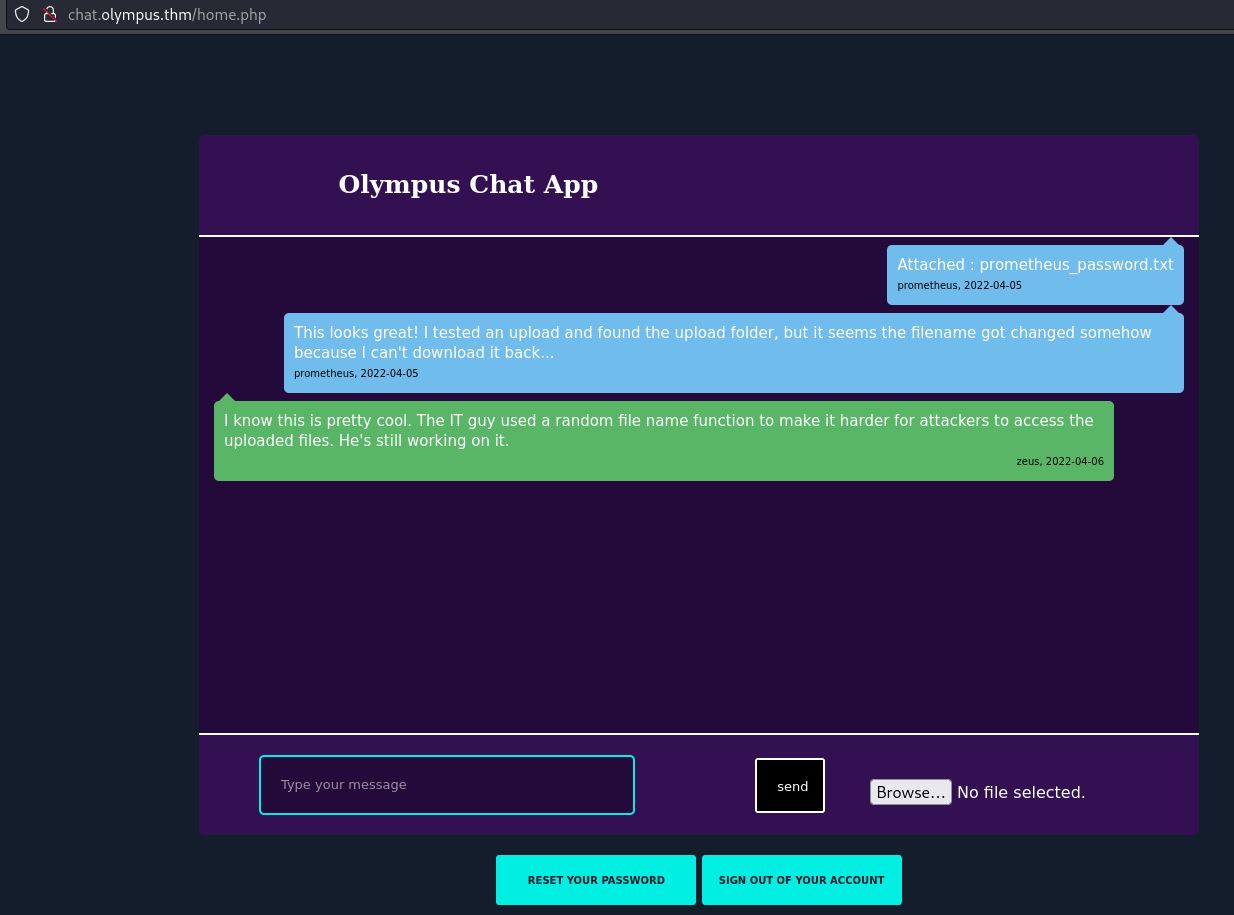 chat.olympus.thm/home.php
Olympus Chat App
Attached : prometheus_password.txt
prometheus, 2022-04-05
This looks great! I tested an upload and found the upload folder, but it seems the filename got changed somehow
because I can't download it back...
prometheus, 2022-04-05
I know this is pretty cool. The IT guy used a random file name function to make it harder for attackers to access the
uploaded files. He's still working on it.
zeus, 2022-04-06
Type your message
send
Browse... No file selected.
RESET YOUR PASSWORD
SIGN OUT OF YOUR ACCOUNT